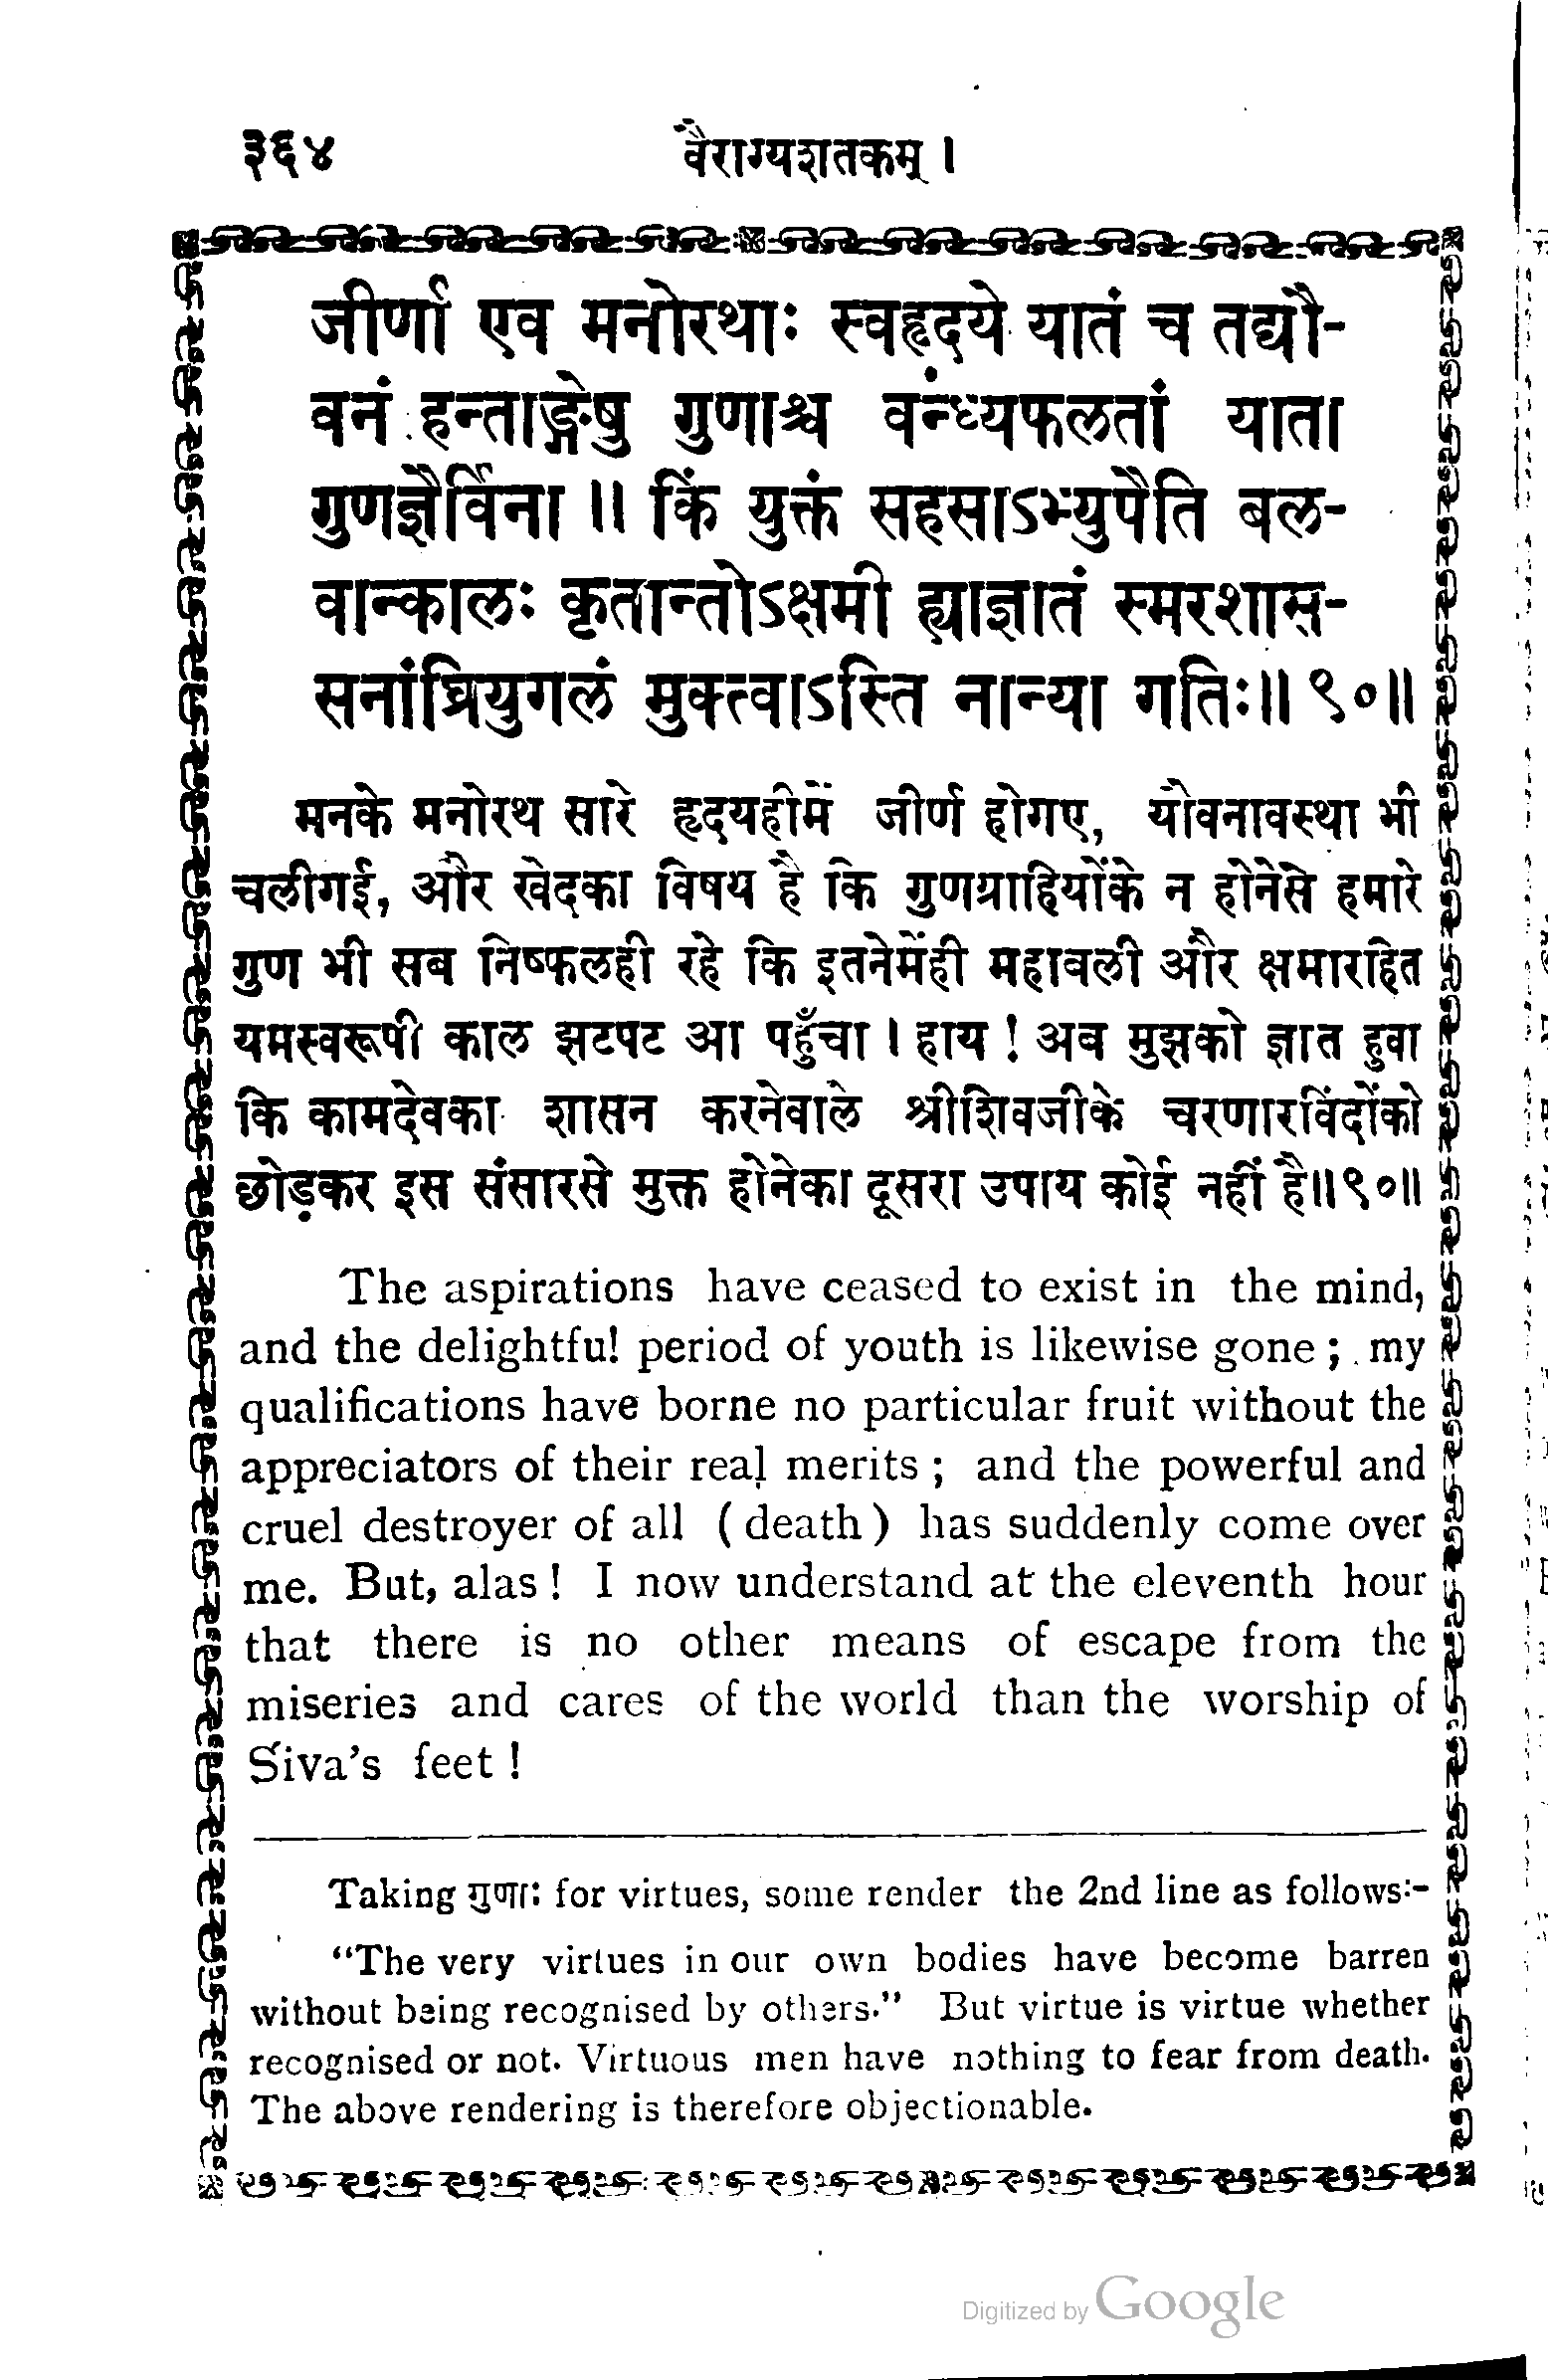 ३६४ वैराग्यशतकम् ।
जीर्णा एव मनोरथाः स्वहृदये यातं च तद्यौ-
वनं हन्ताङ्गेषु गुणाश्च वंन्ध्यफलतां याता
गुणज्ञैर्विना ॥ किं युक्तं सहसाऽभ्युपैति बल-
वान्कालः कृतान्तोऽक्षमी ह्याज्ञातं स्मरशास-
सनांघ्रियुगलं मुक्त्वाऽस्ति नान्या गतिः॥ ९०॥
मनके मनोरथ सारे हृदयहीमें जीर्ण होगए, यौवनावस्था भी
चलीगई, और खेदका विषय है कि गुणग्राहियोंके न होनेसे हमारे
गुण भी सब निष्फलही रहे कि इतनेमेंही महाबली और क्षमारहित
यमस्वरूपी काल झटपट आ पहुँचा । हाय ! अब मुझको ज्ञात हुवा
कि कामदेवका शासन करनेवाले श्रीशिवजीके चरणारविंदोंको
छोड़कर इस संसारसे मुक्त होनेका दूसरा उपाय कोई नहीं है॥९०॥
The aspirations have ceased to exist in the mind,
and the delightful period of youth is likewise gone ; my
qualifications have borne no particular fruit without the
appreciators of their real merits ; and the powerful and
cruel destroyer of all ( death ) has suddenly come over
me. But, alas ! I now understand at the eleventh hour
that there is no other means of escape from the
miseries and cares of the world than the worship of
Śiva's feet !
Taking गुणाः for virtues, some render the 2nd line as follows:-
“The very virtues in our own bodies have become barren
without being recognised by others.” But virtue is virtue whether
recognised or not. Virtuous men have nothing to fear from death.
The above rendering is therefore objectionable.
Digitized by Google